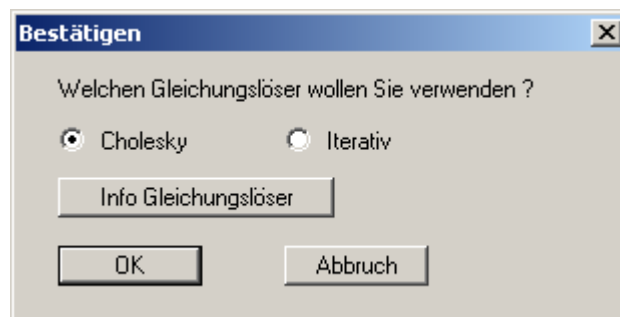 Bestätigen
Welchen Gleichungslöser wollen Sie verwenden ?
Cholesky Iterativ
Info Gleichungslöser
OK Abbruch